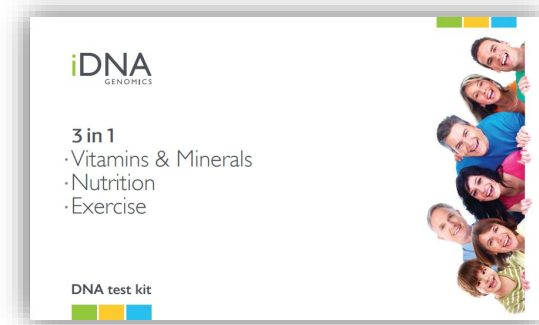 iDNA
GENOMICS
3 in 1
· Vitamins & Minerals
· Nutrition
· Exercise
DNA test kit